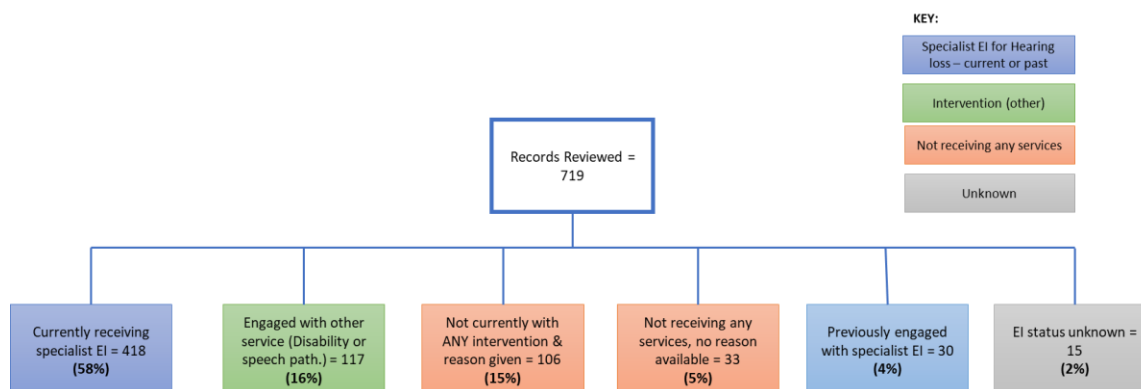 KEY:
Specialist EI for Hearing
loss – current or past
Intervention (other)
Not receiving any services
Unknown
Records Reviewed =
719
Currently receiving
specialist EI = 418
(58%)
Engaged with other
service (Disability or
speech path.) = 117
(16%)
Not currently with
ANY intervention &
reason given = 106
(15%)
Not receiving any
services, no reason
available = 33
(5%)
Previously engaged
with specialist EI = 30
(4%)
EI status unknown =
15
(2%)